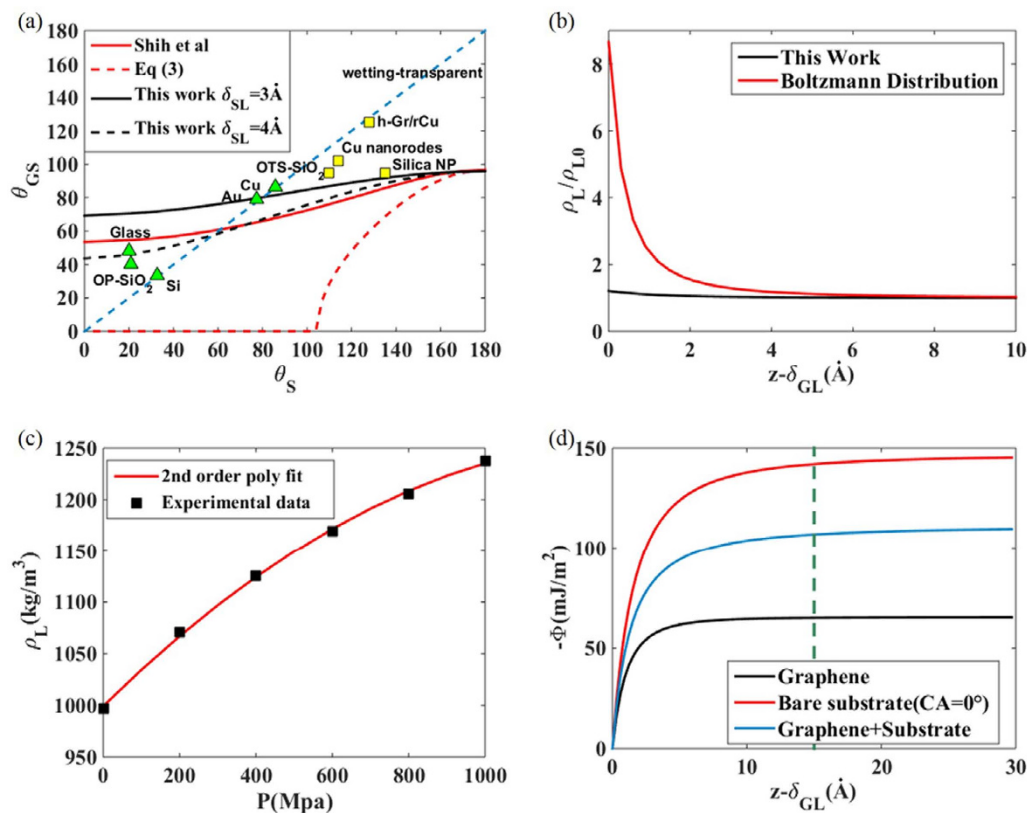 (a)
180
160
140
120
100
80
60
40
20
0
θGS
Shih et al
Eq (3)
This work δSL=3Å
This work δSL=4Å
wetting-transparent
h-Gr/rCu
Cu nanorodes
OTS-SiO2
Silica NP
Cu
Au
Glass
OP-SiO2
Si
0 20 40 60 80 100 120 140 160 180
θS
(b)
8
6
4
2
0
ρL/ρL0
This Work
Boltzmann Distribution
0 2 4 6 8 10
z-δGL(Å)
(c)
1250
1200
1150
1100
1050
1000
950
ρL(kg/m3)
2nd order poly fit
Experimental data
0 200 400 600 800 1000
P(Mpa)
(d)
150
100
50
0
-Φ(mJ/m2)
Graphene
Bare substrate(CA=0°)
Graphene+Substrate
0 10 20 30
z-δGL(Å)